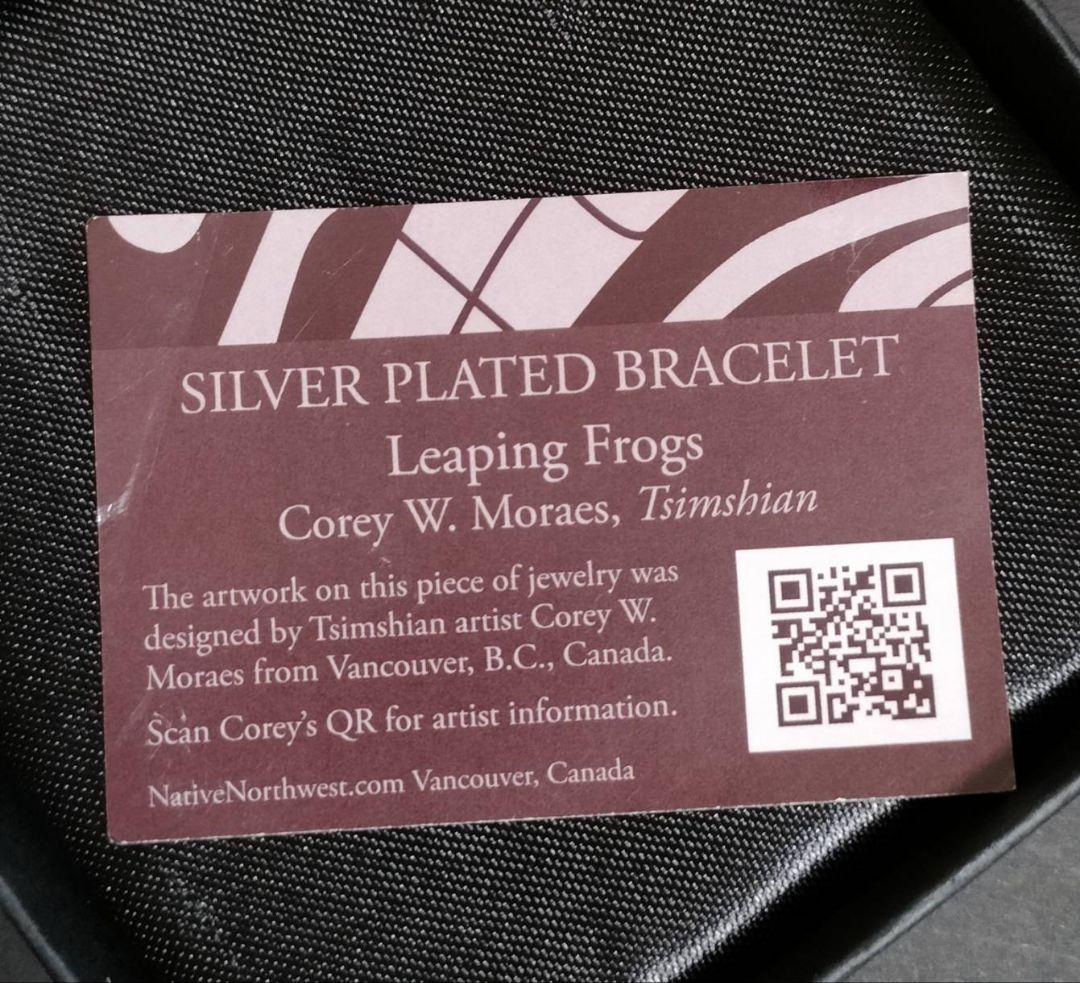 SILVER PLATED BRACELET
Leaping Frogs
Corey W. Moraes, Tsimshian
The artwork on this piece of jewelry was
designed by Tsimshian artist Corey W.
Moraes from Vancouver, B.C., Canada.
Scan Corey's QR for artist information.
NativeNorthwest.com Vancouver, Canada